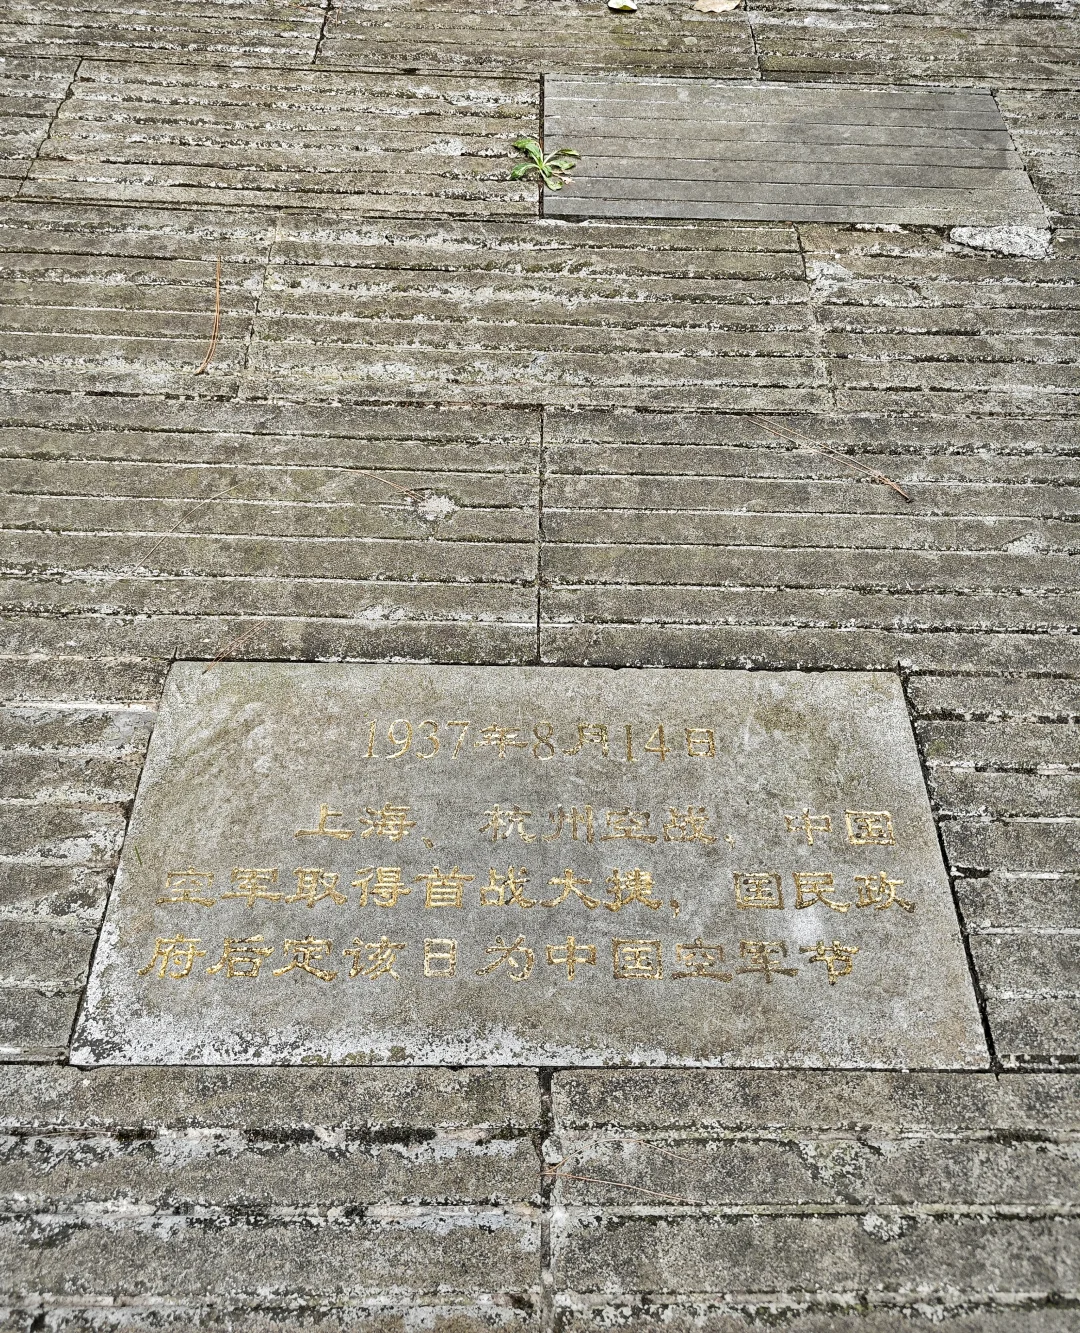 1937年8月14日
上海、杭州空战，中国
空军取得首战大捷，国民政
府后定该日为中国空军节